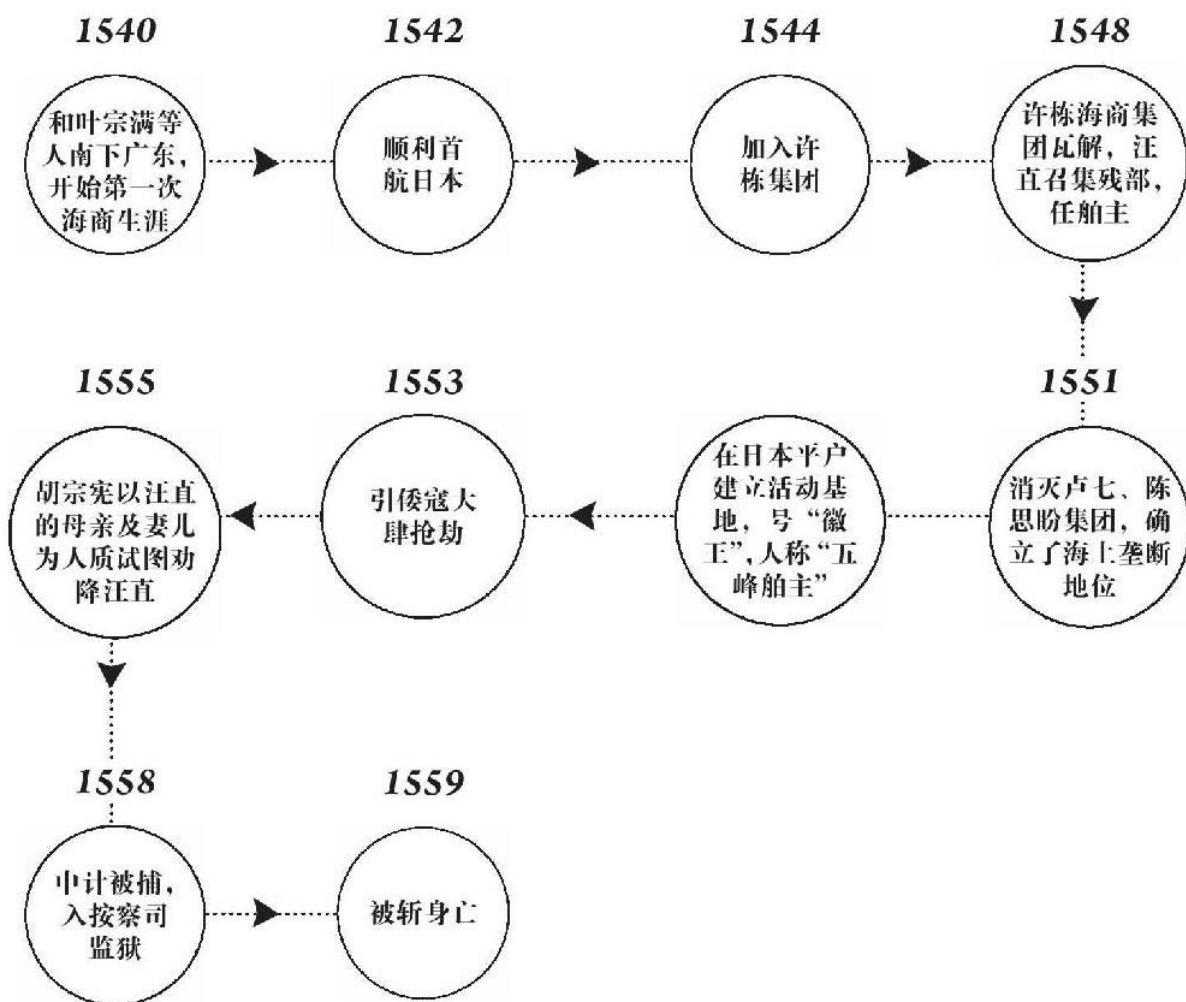 1540
和叶宗满等
人南下广东，
开始第一次
海商生涯
1542
顺利首
航日本
1544
加入许
栋集团
1548
许栋海商集
团瓦解，汪
直召集残部，
任舶主
1551
消灭卢七、陈
思盼集团，确
立了海上垄断
地位
在日本平户
建立活动基
地，号“徽
王”，人称“五
峰舶主”
1553
引倭寇大
肆抢劫
1555
胡宗宪以汪直
的母亲及妻儿
为人质试图劝
降汪直
1558
中计被捕，
入按察司
监狱
1559
被斩身亡